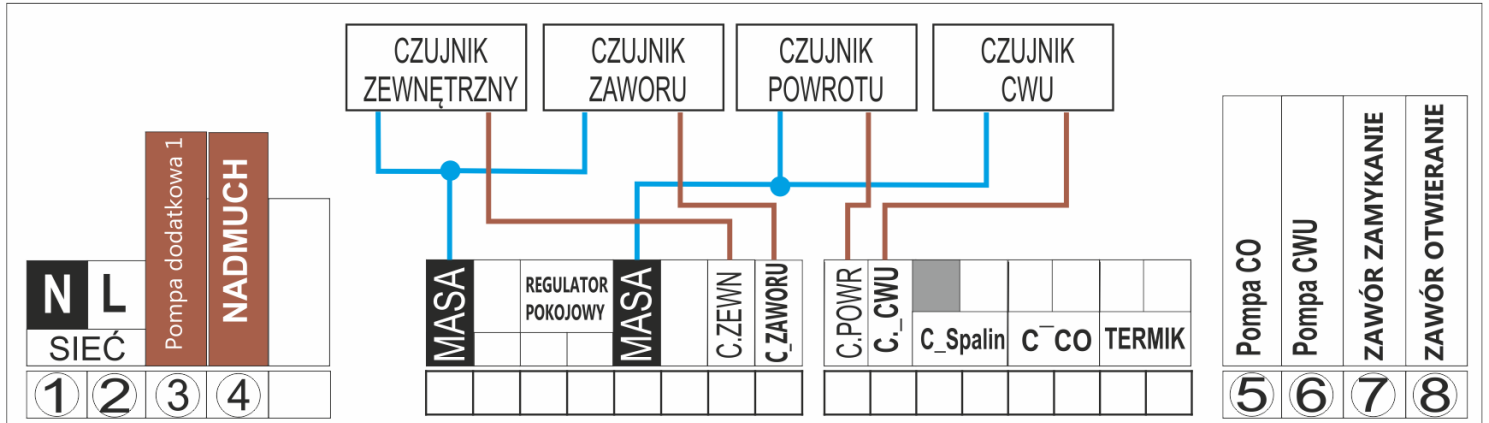 CZUJNIK
ZEWNĘTRZNY
CZUJNIK
ZAWORU
CZUJNIK
POWROTU
CZUJNIK
CWU
N L
SIEĆ
Pompa dodatkowa 1
NADMUCH
MASA
REGULATOR
POKOJOWY
MASA
C.ZEWN
C_ZAWORU
C.POWR
C._CWU
C_Spalin
C¯CO
TERMIK
Pompa CO
Pompa CWU
ZAWÓR ZAMYKANIE
ZAWÓR OTWIERANIE
1 2 3 4
5 6 7 8